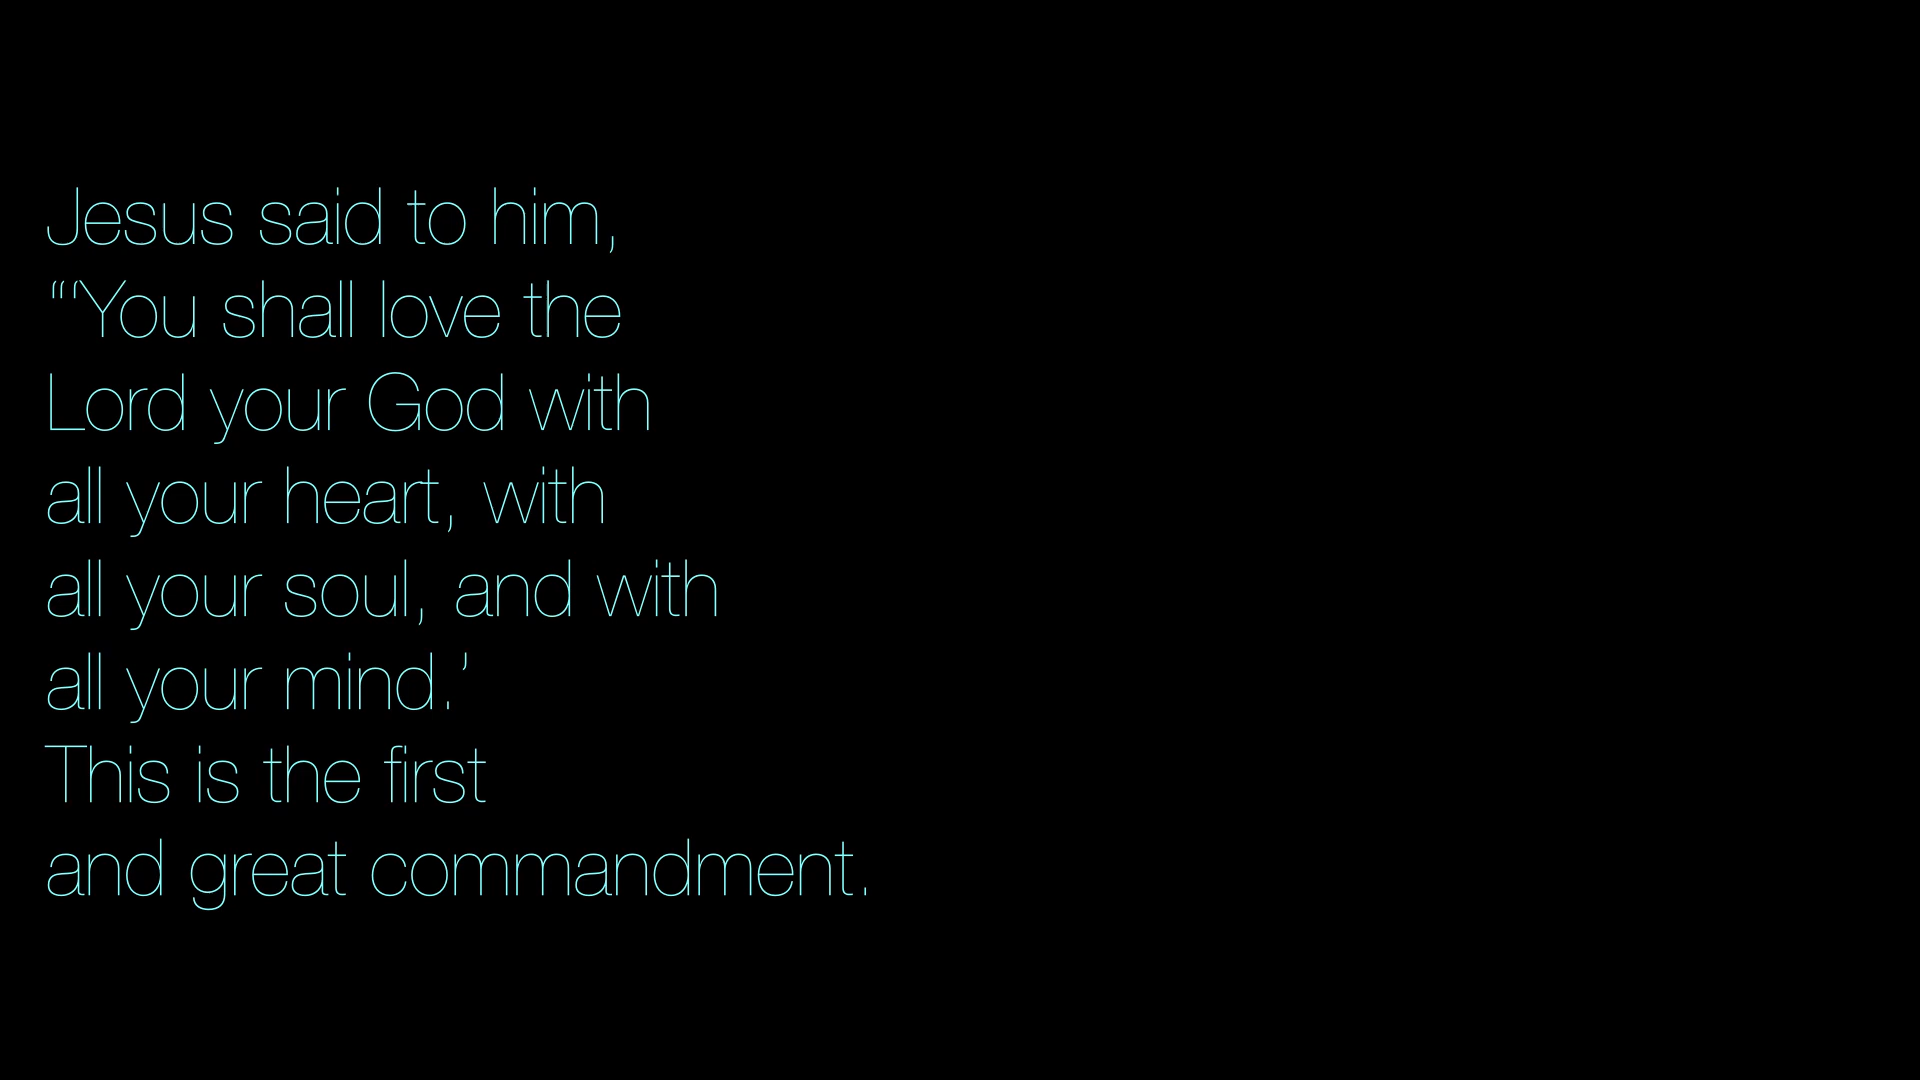 Jesus said to him,
“‘You shall love the
Lord your God with
all your heart, with
all your soul, and with
all your mind.’
This is the first
and great commandment.